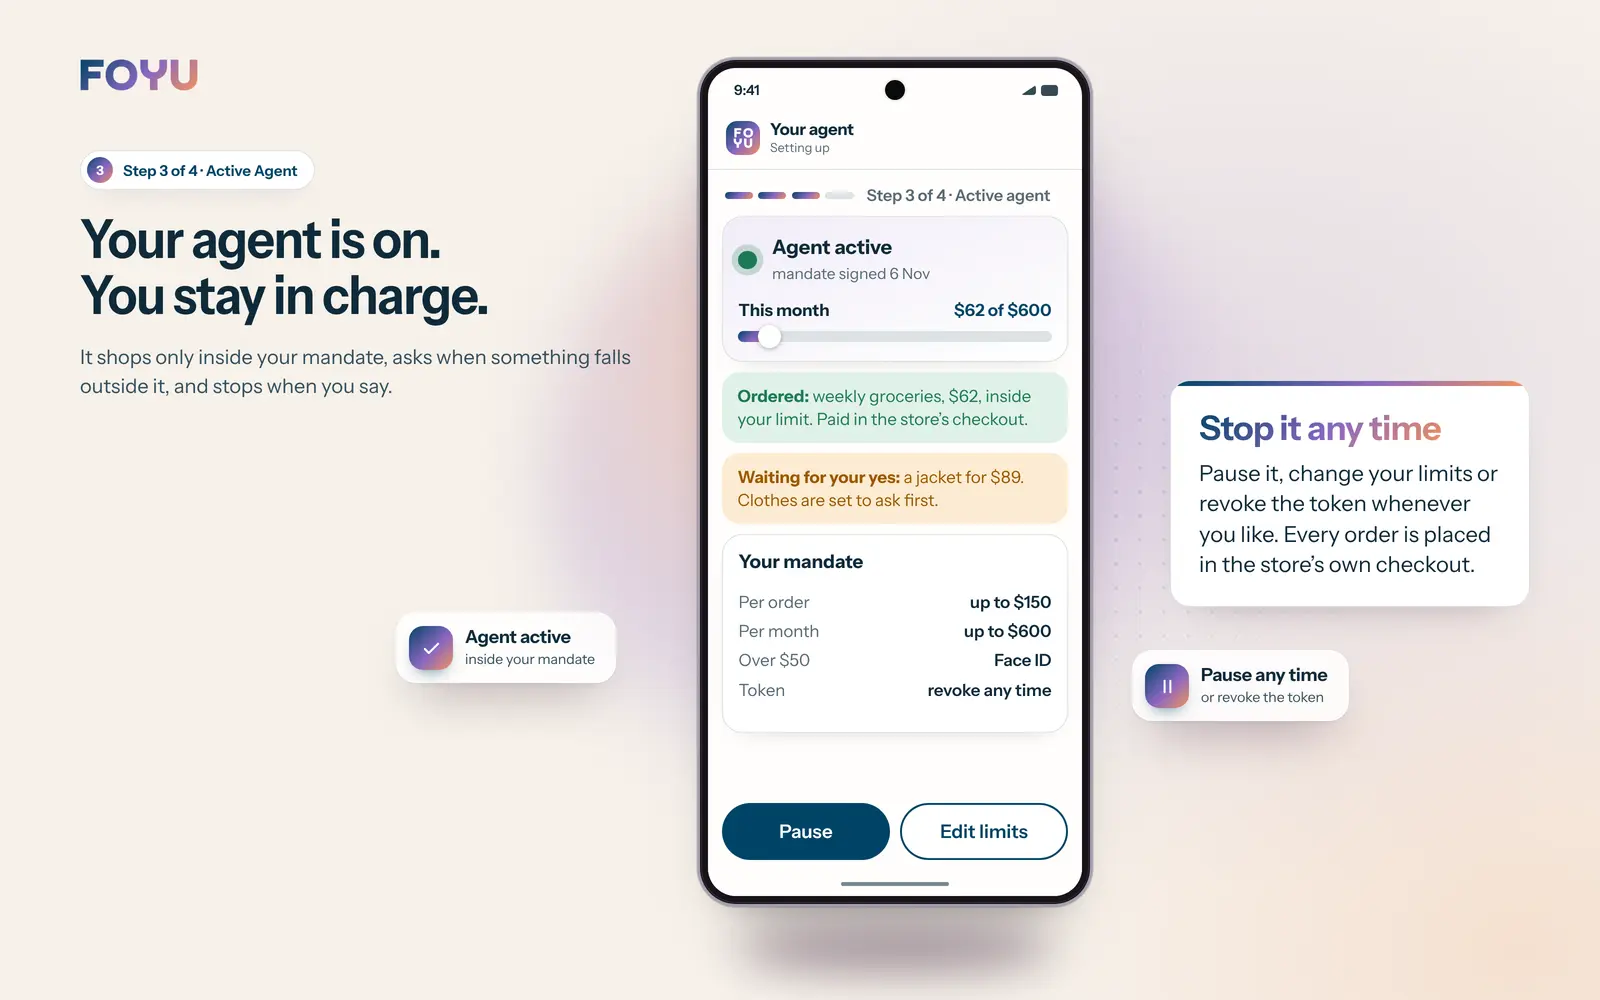 FOYU
3 Step 3 of 4 · Active Agent
Your agent is on.
You stay in charge.
It shops only inside your mandate, asks when something falls
outside it, and stops when you say.
Agent active
inside your mandate
9:41
FO
YU
Your agent
Setting up
Step 3 of 4 · Active agent
Agent active
mandate signed 6 Nov
This month $62 of $600
Ordered: weekly groceries, $62, inside
your limit. Paid in the store’s checkout.
Waiting for your yes: a jacket for $89.
Clothes are set to ask first.
Your mandate
Per order up to $150
Per month up to $600
Over $50 Face ID
Token revoke any time
Pause Edit limits
Stop it any time
Pause it, change your limits or
revoke the token whenever
you like. Every order is placed
in the store’s own checkout.
Pause any time
or revoke the token